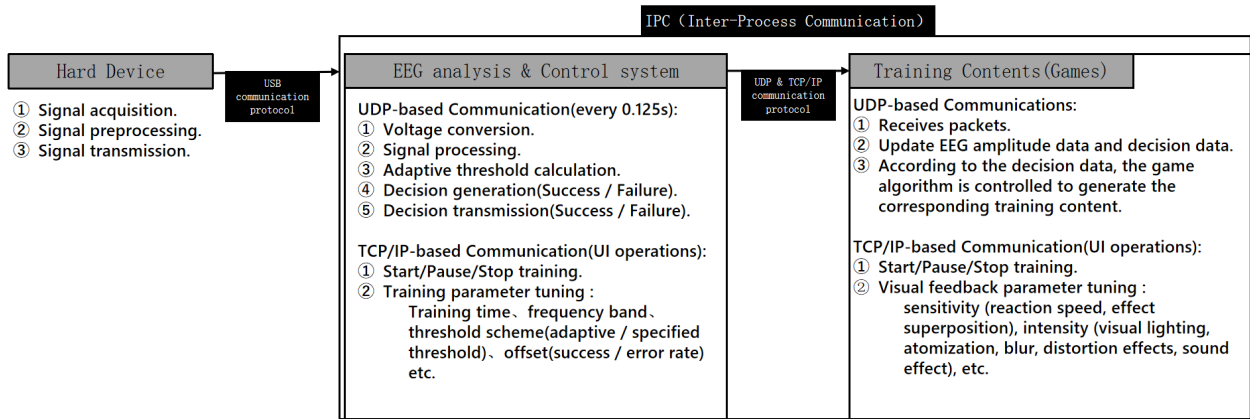 IPC（Inter-Process Communication）
Hard Device
① Signal acquisition.
② Signal preprocessing.
③ Signal transmission.
USB
communication
protocol
EEG analysis & Control system
UDP-based Communication(every 0.125s):
① Voltage conversion.
② Signal processing.
③ Adaptive threshold calculation.
④ Decision generation(Success / Failure).
⑤ Decision transmission(Success / Failure).
TCP/IP-based Communication(UI operations):
① Start/Pause/Stop training.
② Training parameter tuning :
Training time、frequency band、
threshold scheme(adaptive / specified
threshold)、offset(success / error rate)
etc.
UDP & TCP/IP
communication
protocol
Training Contents(Games)
UDP-based Communications:
① Receives packets.
② Update EEG amplitude data and decision data.
③ According to the decision data, the game
algorithm is controlled to generate the
corresponding training content.
TCP/IP-based Communication(UI operations):
① Start/Pause/Stop training.
② Visual feedback parameter tuning :
sensitivity (reaction speed, effect
superposition), intensity (visual lighting,
atomization, blur, distortion effects, sound
effect), etc.